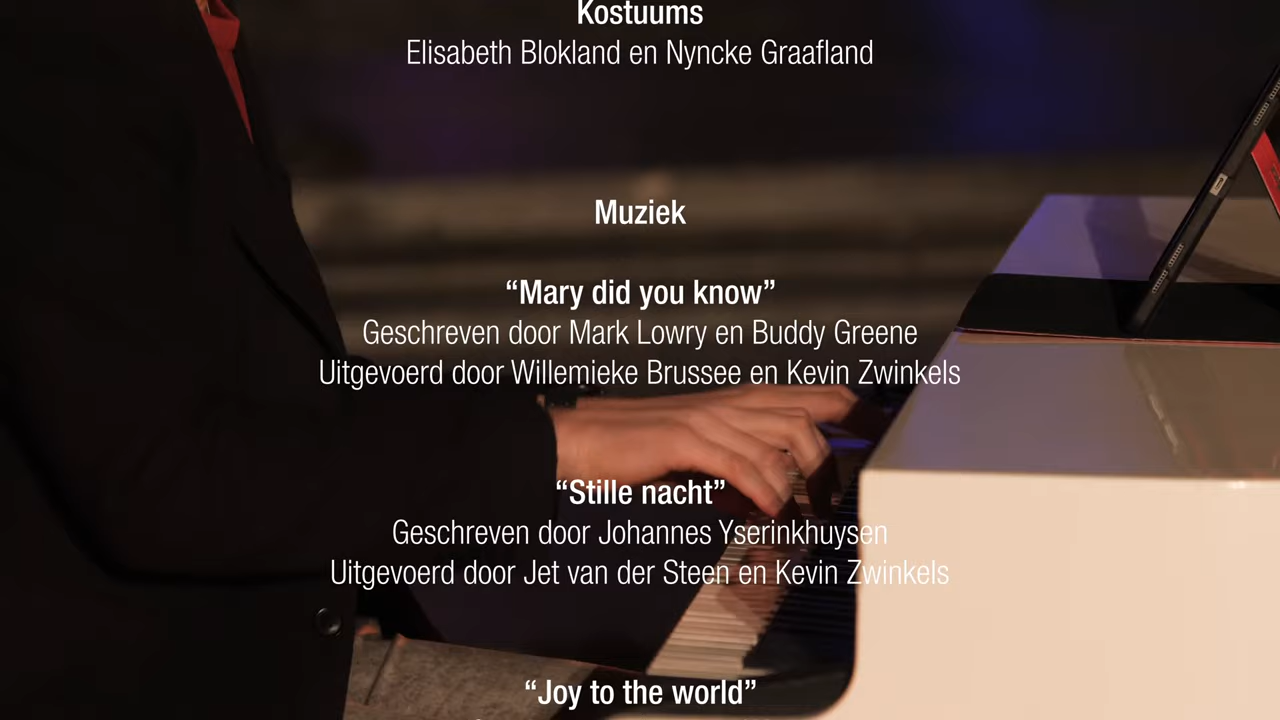 Kostuums
Elisabeth Blokland en Nyncke Graafland
Muziek
“Mary did you know”
Geschreven door Mark Lowry en Buddy Greene
Uitgevoerd door Willemieke Brussee en Kevin Zwinkels
“Stille nacht”
Geschreven door Johannes Yserinkhuysen
Uitgevoerd door Jet van der Steen en Kevin Zwinkels
“Joy to the world”